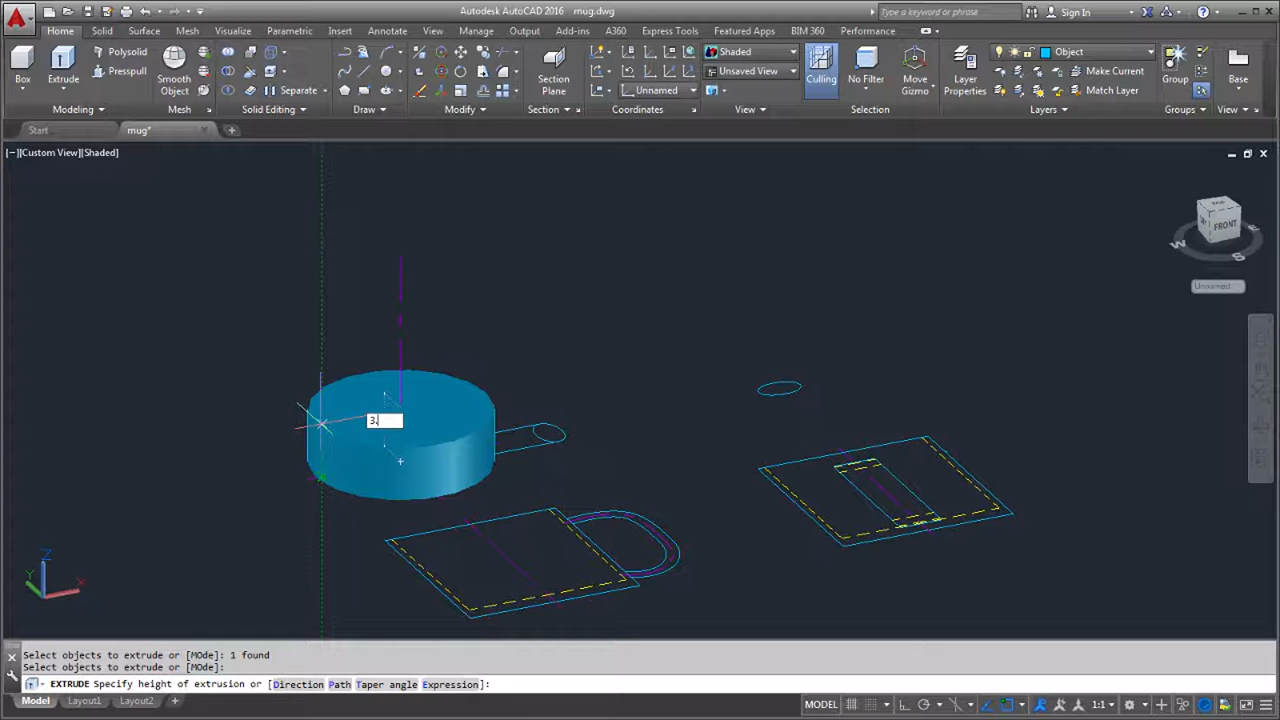 Autodesk AutoCAD 2016   mug.dwg
Type a keyword or phrase
Sign In
Home Solid Surface Mesh Visualize Parametric Insert Annotate View Manage Output Add-ins A360 Express Tools Featured Apps BIM 360 Performance
Box
Extrude
Polysolid
Presspull
Smooth Object
Separate
Section Plane
Unnamed
Shaded
Unsaved View
Culling
No Filter
Move Gizmo
Layer Properties
Object
Make Current
Match Layer
Group
Base
Modeling Mesh Solid Editing Draw Modify Section Coordinates View Selection Layers Groups View
Start mug*
[−][Custom View][Shaded]
TOP
FRONT
W
S
E
Unnamed
3.
Z
Y
X
Select objects to extrude or [MOde]: 1 found
Select objects to extrude or [MOde]:
EXTRUDE Specify height of extrusion or [Direction Path Taper angle Expression]:
Model Layout1 Layout2 +
MODEL
1:1